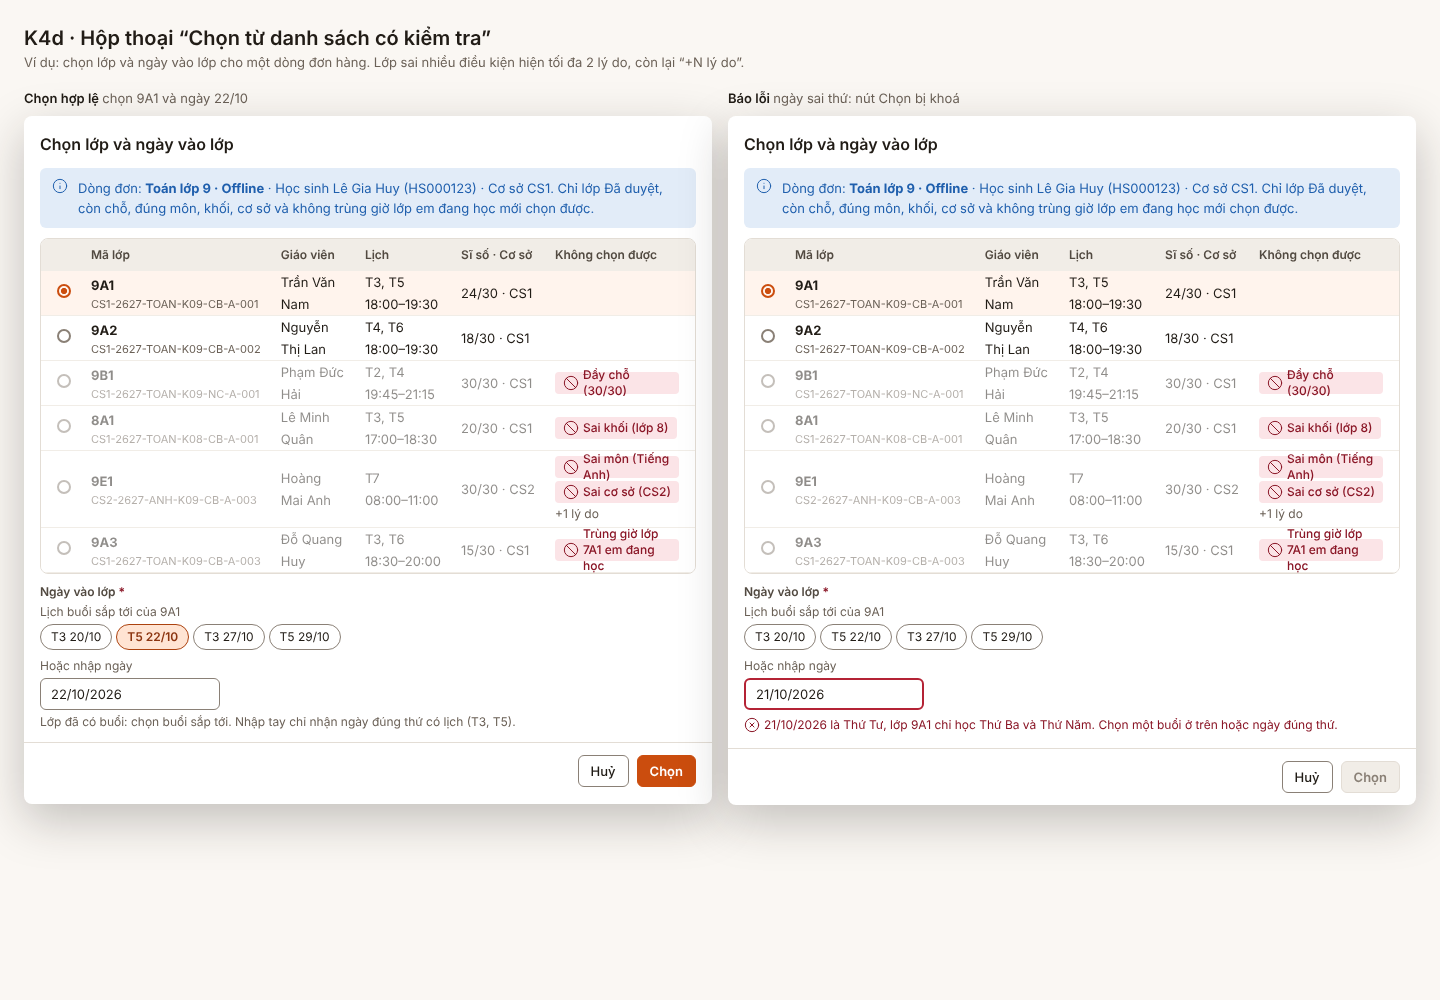 K4d · Hộp thoại “Chọn từ danh sách có kiểm tra”
Ví dụ: chọn lớp và ngày vào lớp cho một dòng đơn hàng. Lớp sai nhiều điều kiện hiện tối đa 2 lý do, còn lại “+N lý do”.
Chọn hợp lệ chọn 9A1 và ngày 22/10
Chọn lớp và ngày vào lớp
Dòng đơn: Toán lớp 9 · Offline · Học sinh Lê Gia Huy (HS000123) · Cơ sở CS1. Chỉ lớp Đã duyệt,
còn chỗ, đúng môn, khối, cơ sở và không trùng giờ lớp em đang học mới chọn được.
Mã lớp Giáo viên Lịch Sĩ số · Cơ sở Không chọn được
9A1 Trần Văn T3, T5 24/30 · CS1
CS1-2627-TOAN-K09-CB-A-001 Nam 18:00–19:30
9A2 Nguyễn T4, T6 18/30 · CS1
CS1-2627-TOAN-K09-CB-A-002 Thị Lan 18:00–19:30
9B1 Phạm Đức T2, T4 30/30 · CS1 Đầy chỗ
CS1-2627-TOAN-K09-NC-A-001 Hải 19:45–21:15 (30/30)
8A1 Lê Minh T3, T5 20/30 · CS1 Sai khối (lớp 8)
CS1-2627-TOAN-K08-CB-A-001 Quân 17:00–18:30
Sai môn (Tiếng
Anh)
9E1 Hoàng T7 30/30 · CS2 Sai cơ sở (CS2)
CS2-2627-ANH-K09-CB-A-003 Mai Anh 08:00–11:00
+1 lý do
Trùng giờ lớp
9A3 Đỗ Quang T3, T6 15/30 · CS1 7A1 em đang
CS1-2627-TOAN-K09-CB-A-003 Huy 18:30–20:00 học
Ngày vào lớp *
Lịch buổi sắp tới của 9A1
T3 20/10 T5 22/10 T3 27/10 T5 29/10
Hoặc nhập ngày
22/10/2026
Lớp đã có buổi: chọn buổi sắp tới. Nhập tay chỉ nhận ngày đúng thứ có lịch (T3, T5).
Huỷ Chọn
Báo lỗi ngày sai thứ: nút Chọn bị khoá
Chọn lớp và ngày vào lớp
Dòng đơn: Toán lớp 9 · Offline · Học sinh Lê Gia Huy (HS000123) · Cơ sở CS1. Chỉ lớp Đã duyệt,
còn chỗ, đúng môn, khối, cơ sở và không trùng giờ lớp em đang học mới chọn được.
Mã lớp Giáo viên Lịch Sĩ số · Cơ sở Không chọn được
9A1 Trần Văn T3, T5 24/30 · CS1
CS1-2627-TOAN-K09-CB-A-001 Nam 18:00–19:30
9A2 Nguyễn T4, T6 18/30 · CS1
CS1-2627-TOAN-K09-CB-A-002 Thị Lan 18:00–19:30
9B1 Phạm Đức T2, T4 30/30 · CS1 Đầy chỗ
CS1-2627-TOAN-K09-NC-A-001 Hải 19:45–21:15 (30/30)
8A1 Lê Minh T3, T5 20/30 · CS1 Sai khối (lớp 8)
CS1-2627-TOAN-K08-CB-A-001 Quân 17:00–18:30
Sai môn (Tiếng
Anh)
9E1 Hoàng T7 30/30 · CS2 Sai cơ sở (CS2)
CS2-2627-ANH-K09-CB-A-003 Mai Anh 08:00–11:00
+1 lý do
Trùng giờ lớp
9A3 Đỗ Quang T3, T6 15/30 · CS1 7A1 em đang
CS1-2627-TOAN-K09-CB-A-003 Huy 18:30–20:00 học
Ngày vào lớp *
Lịch buổi sắp tới của 9A1
T3 20/10 T5 22/10 T3 27/10 T5 29/10
Hoặc nhập ngày
21/10/2026
21/10/2026 là Thứ Tư, lớp 9A1 chỉ học Thứ Ba và Thứ Năm. Chọn một buổi ở trên hoặc ngày đúng thứ.
Huỷ Chọn